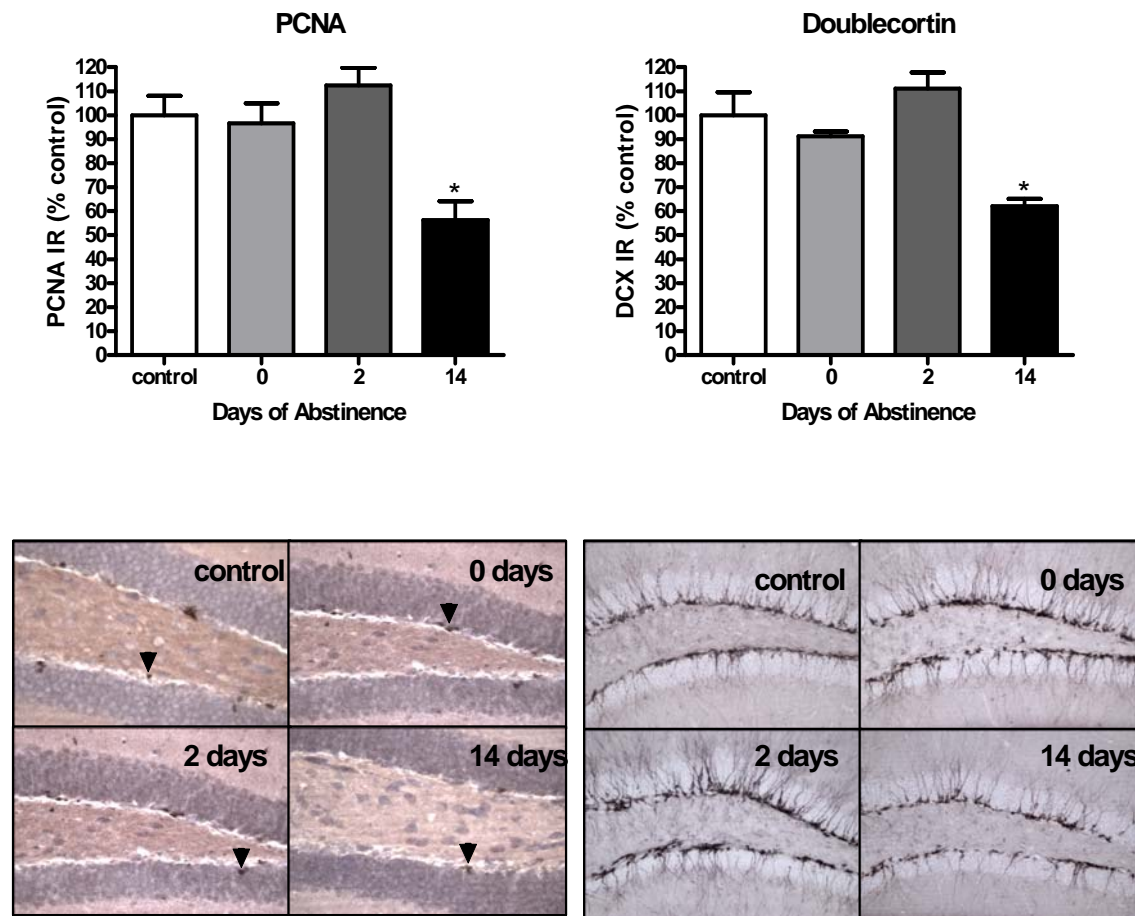 PCNA
PCNA IR (% control)
120
110
100
90
80
70
60
50
40
30
20
10
0
*
control 0 2 14
Days of Abstinence
Doublecortin
DCX IR (% control)
120
110
100
90
80
70
60
50
40
30
20
10
0
*
control 0 2 14
Days of Abstinence
control
0 days
2 days
14 days
control
0 days
2 days
14 days